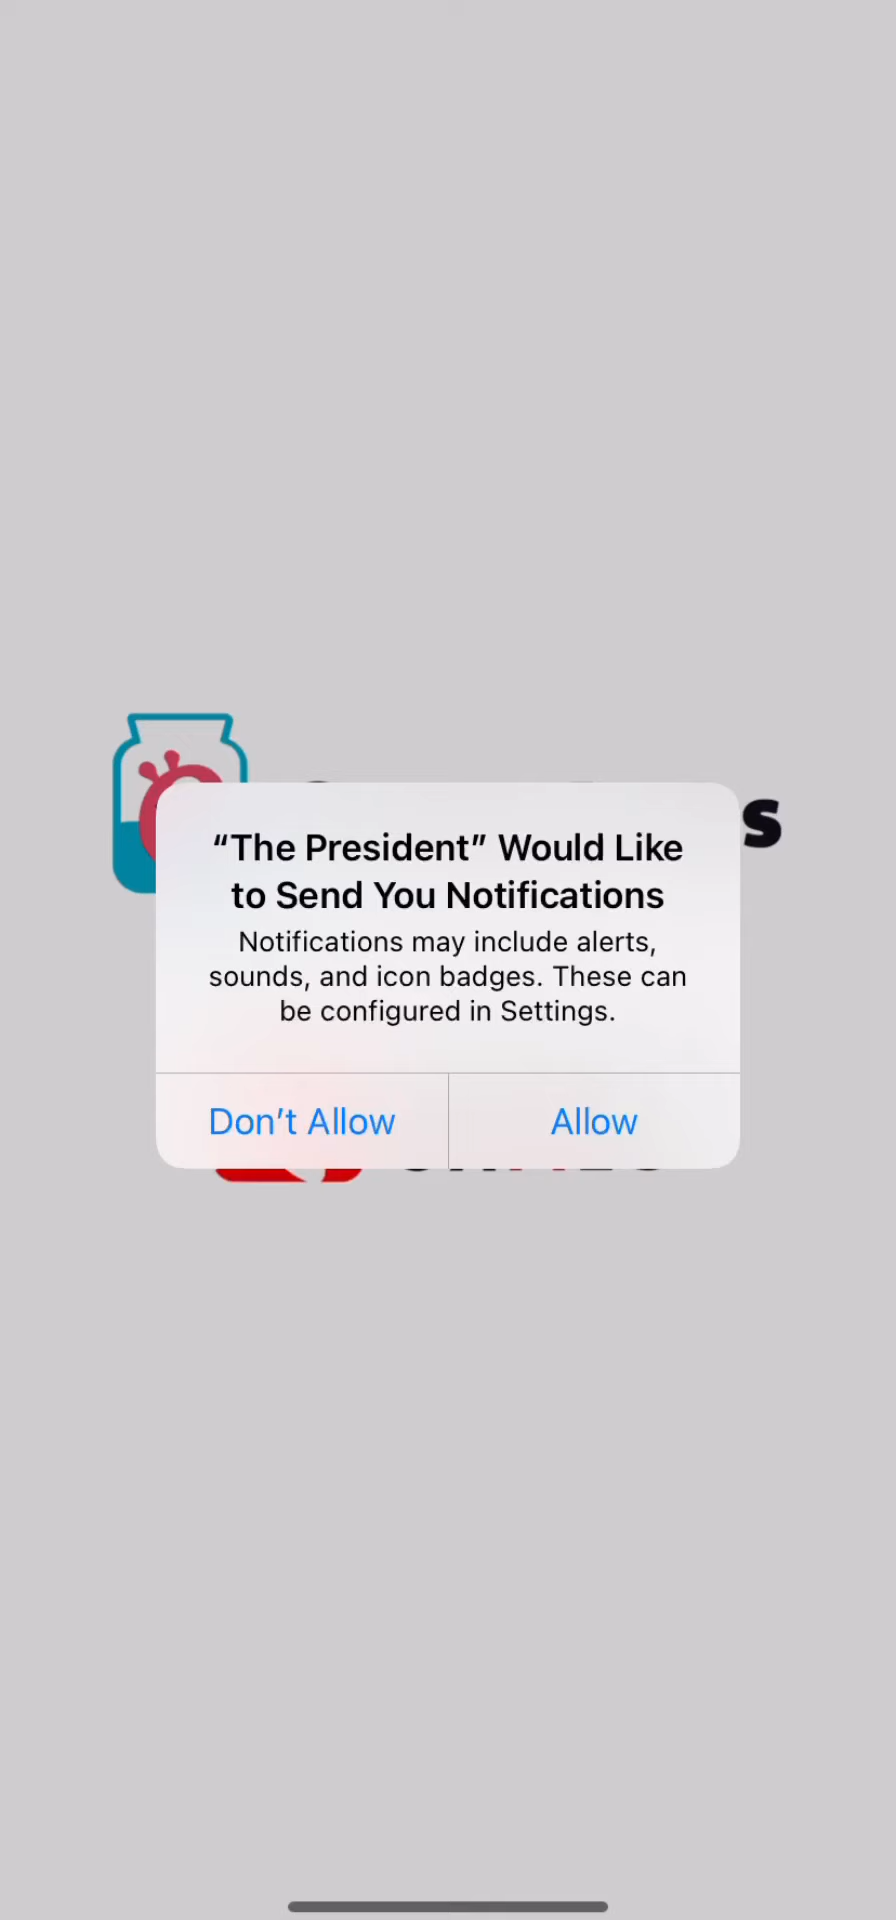 “The President” Would Like
to Send You Notifications
Notifications may include alerts,
sounds, and icon badges. These can
be configured in Settings.
Don’t Allow
Allow